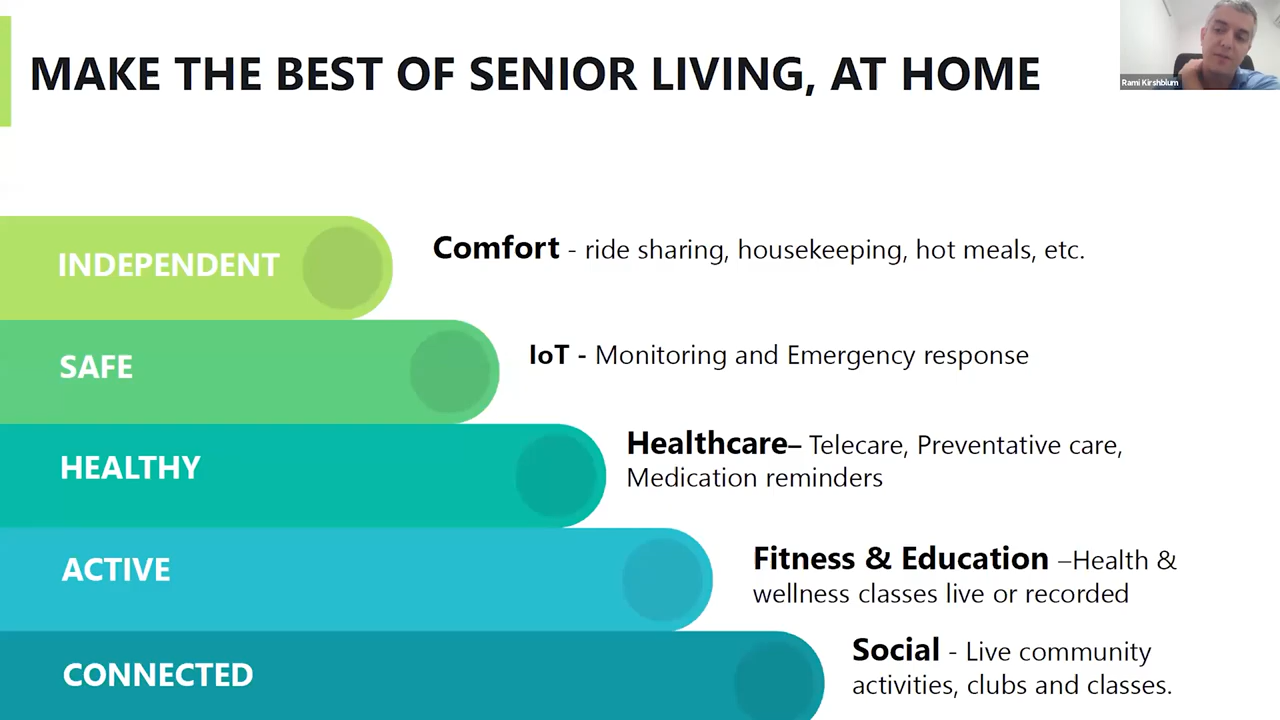 MAKE THE BEST OF SENIOR LIVING, AT HOME
Rami Kirshblum
INDEPENDENT
Comfort - ride sharing, housekeeping, hot meals, etc.
SAFE
IoT - Monitoring and Emergency response
HEALTHY
Healthcare– Telecare, Preventative care,
Medication reminders
ACTIVE
Fitness & Education –Health &
wellness classes live or recorded
CONNECTED
Social - Live community
activities, clubs and classes.